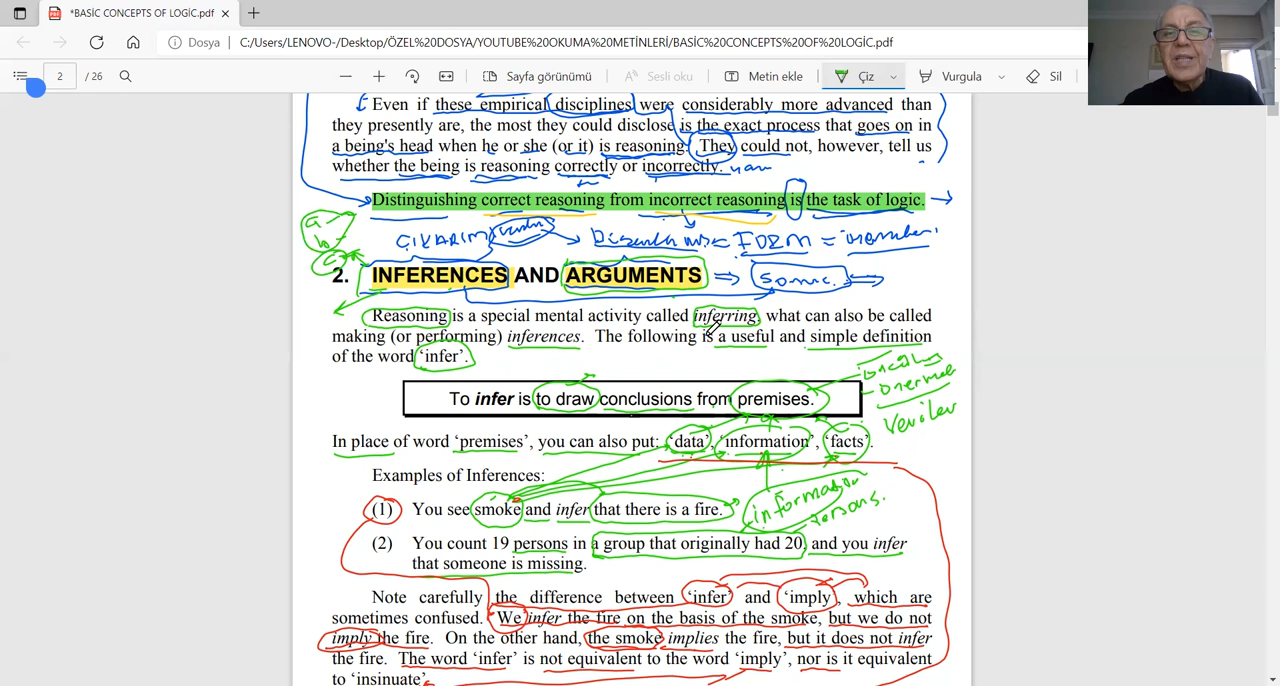 *BASİC CONCEPTS OF LOGİC.pdf
Dosya C:/Users/LENOVO-/Desktop/ÖZEL%20DOSYA/YOUTUBE%20OKUMA%20METİNLERİ/BASİC%20CONCEPTS%20OF%20LOGİC.pdf
2 / 26 Sayfa görünümü Sesli oku Metin ekle Çiz Vurgula Sil
Even if these empirical disciplines were considerably more advanced than
they presently are, the most they could disclose is the exact process that goes on in
a being's head when he or she (or it) is reasoning. They could not, however, tell us
whether the being is reasoning correctly or incorrectly.
Distinguishing correct reasoning from incorrect reasoning is the task of logic.
a
b
c
ÇIKARIM FORM =
2. INFERENCES AND ARGUMENTS
Reasoning is a special mental activity called inferring, what can also be called
making (or performing) inferences. The following is a useful and simple definition
of the word ‘infer’.
To infer is to draw conclusions from premises.
veriler
In place of word ‘premises’, you can also put: ‘data’, ‘information’, ‘facts’.
Examples of Inferences:
information
persons.
(1) You see smoke and infer that there is a fire.
(2) You count 19 persons in a group that originally had 20, and you infer
that someone is missing.
Note carefully the difference between ‘infer’ and ‘imply’, which are
sometimes confused. We infer the fire on the basis of the smoke, but we do not
imply the fire. On the other hand, the smoke implies the fire, but it does not infer
the fire. The word ‘infer’ is not equivalent to the word ‘imply’, nor is it equivalent
to ‘insinuate’.